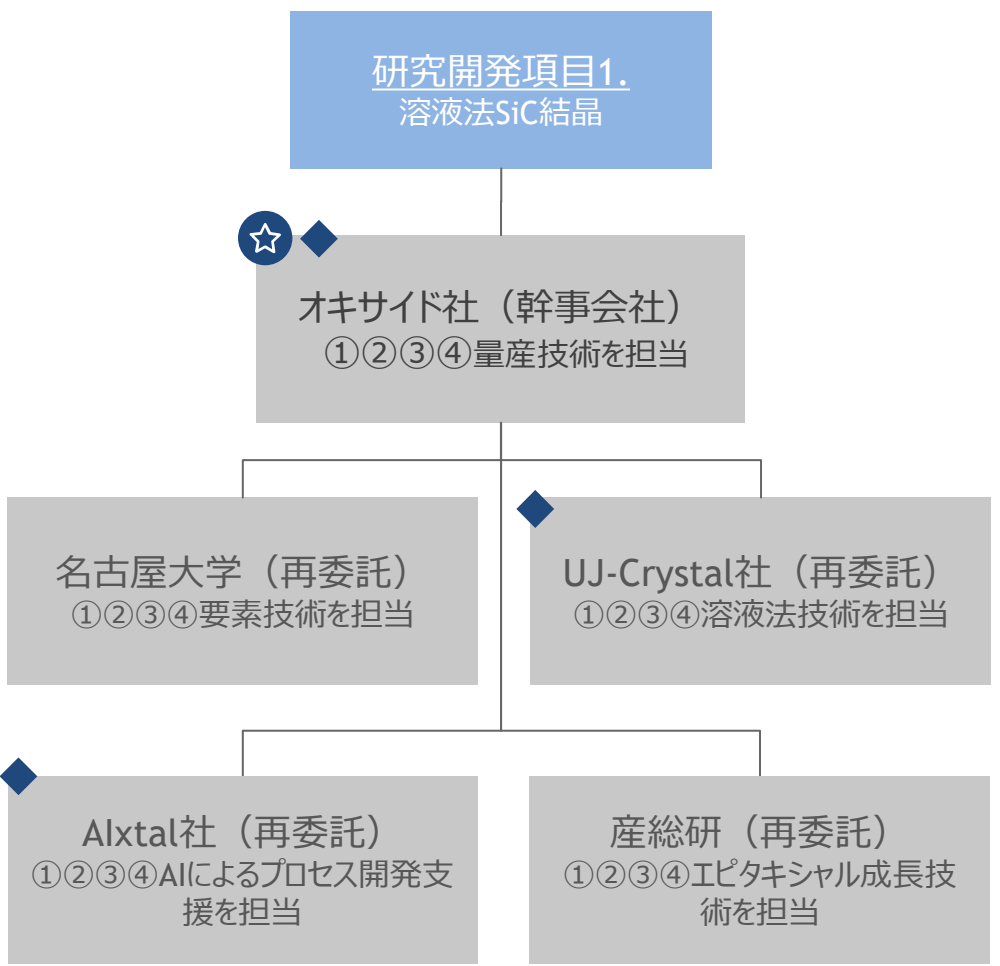 研究開発項目1.
溶液法SiC結晶
オキサイド社（幹事会社）
①②③④量産技術を担当
名古屋大学（再委託）
①②③④要素技術を担当
UJ-Crystal社（再委託）
①②③④溶液法技術を担当
AIxtal社（再委託）
①②③④AIによるプロセス開発支
援を担当
産総研（再委託）
①②③④エピタキシャル成長技
術を担当